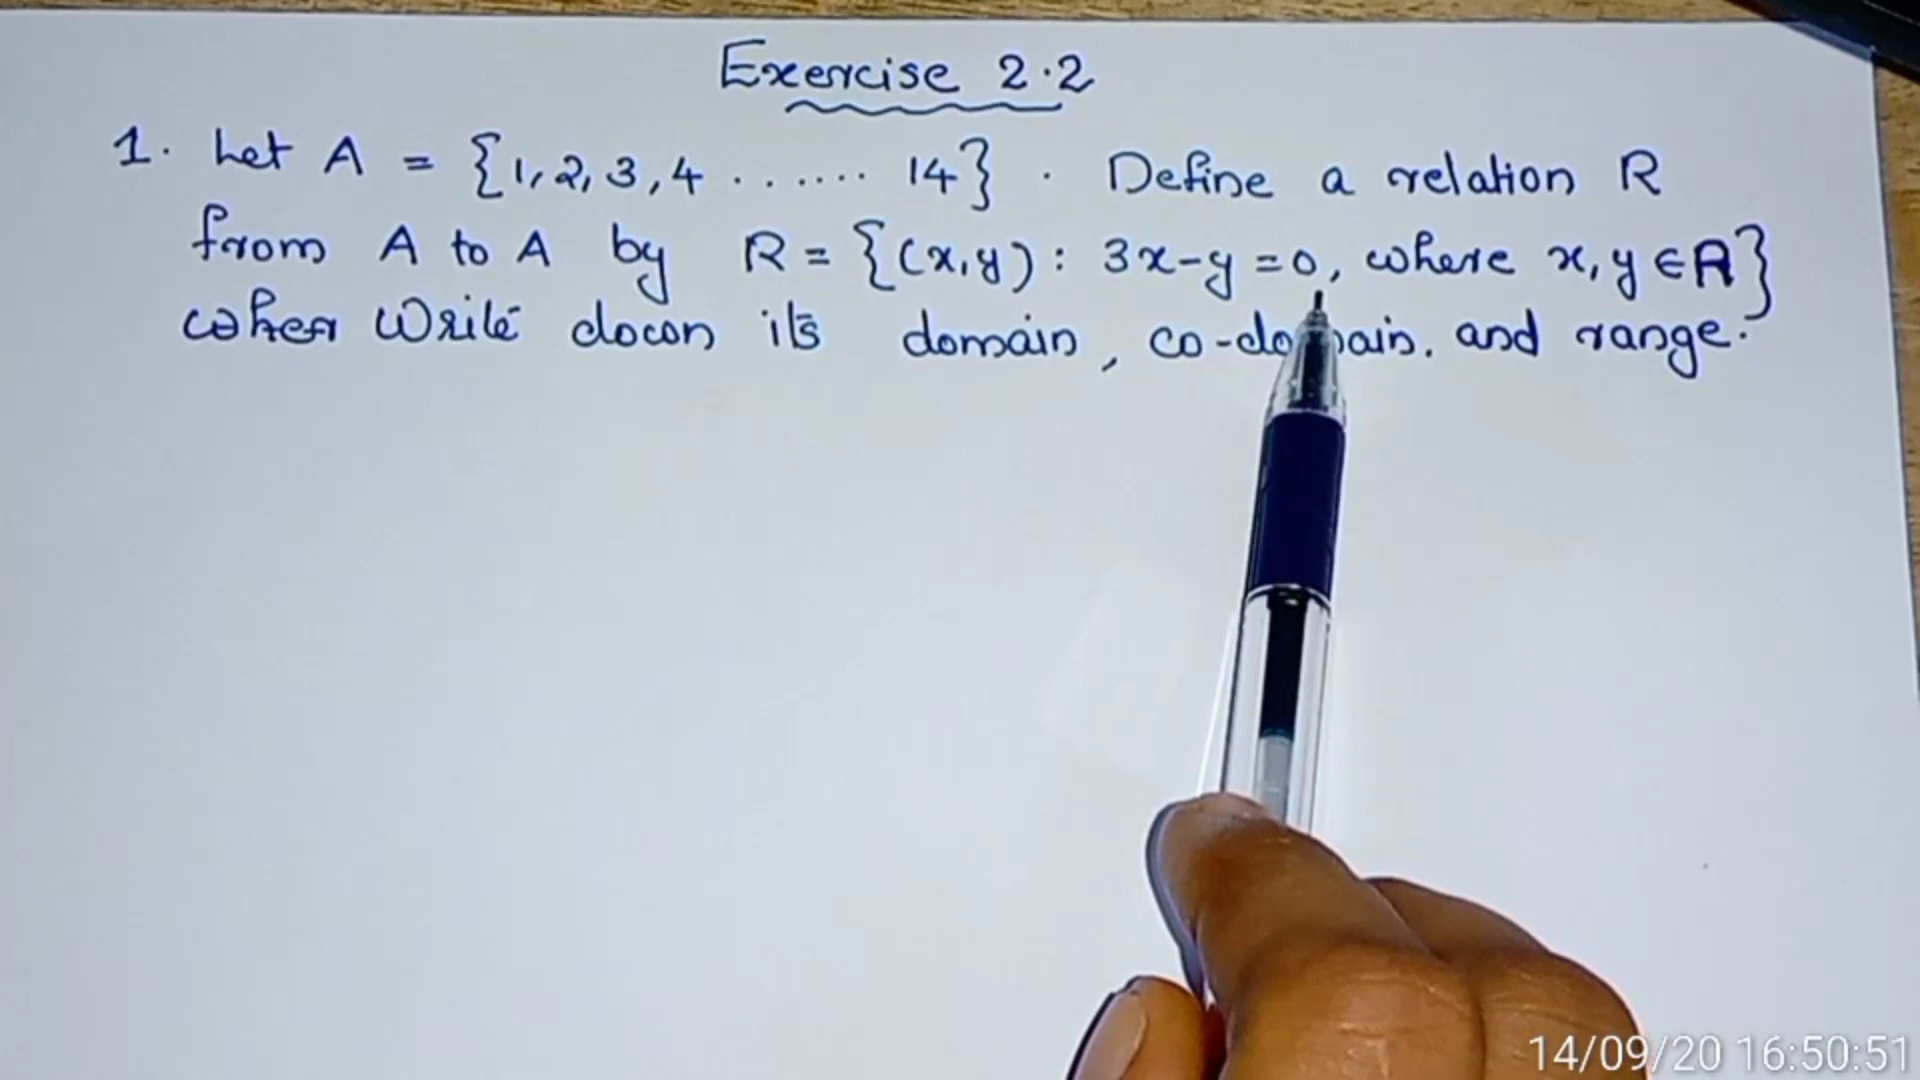 Exercise 2.2
1. Let A = {1, 2, 3, 4 ....... 14} . Define a relation R
from A to A by R = {(x, y) : 3x-y=0, where x, y ∈ A}
Write down its domain, co-domain. and range.
14/09/20 16:50:51